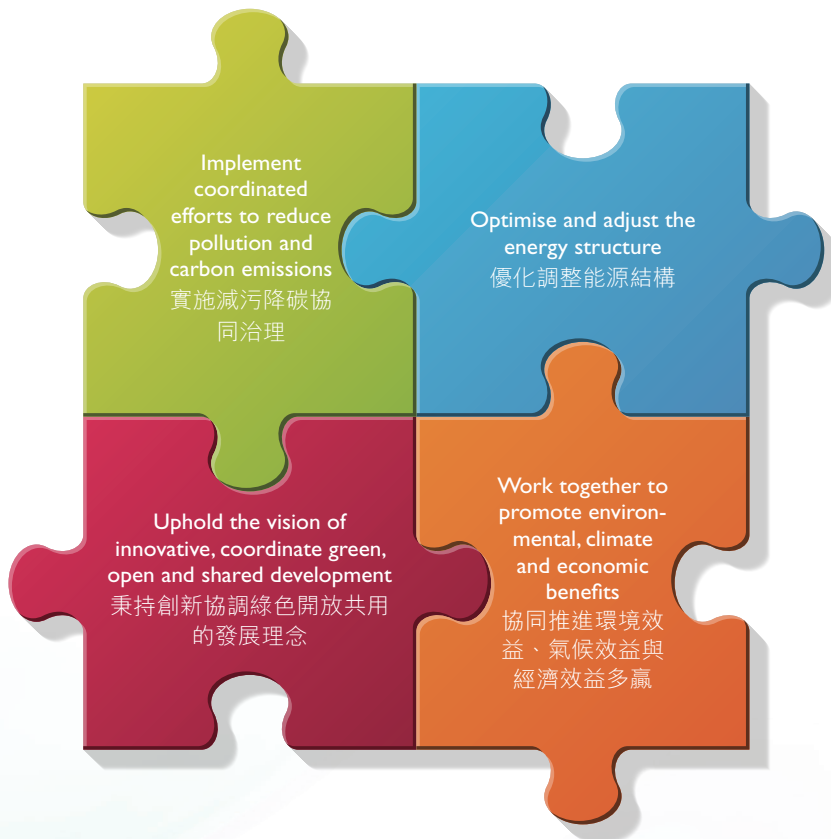 Implement
coordinated
efforts to reduce
pollution and
carbon emissions
實施減污降碳協
同治理
Optimise and adjust the
energy structure
優化調整能源結構
Uphold the vision of
innovative, coordinate green,
open and shared development
秉持創新協調綠色開放共用
的發展理念
Work together to
promote environ-
mental, climate
and economic
benefits
協同推進環境效
益、氣候效益與
經濟效益多贏